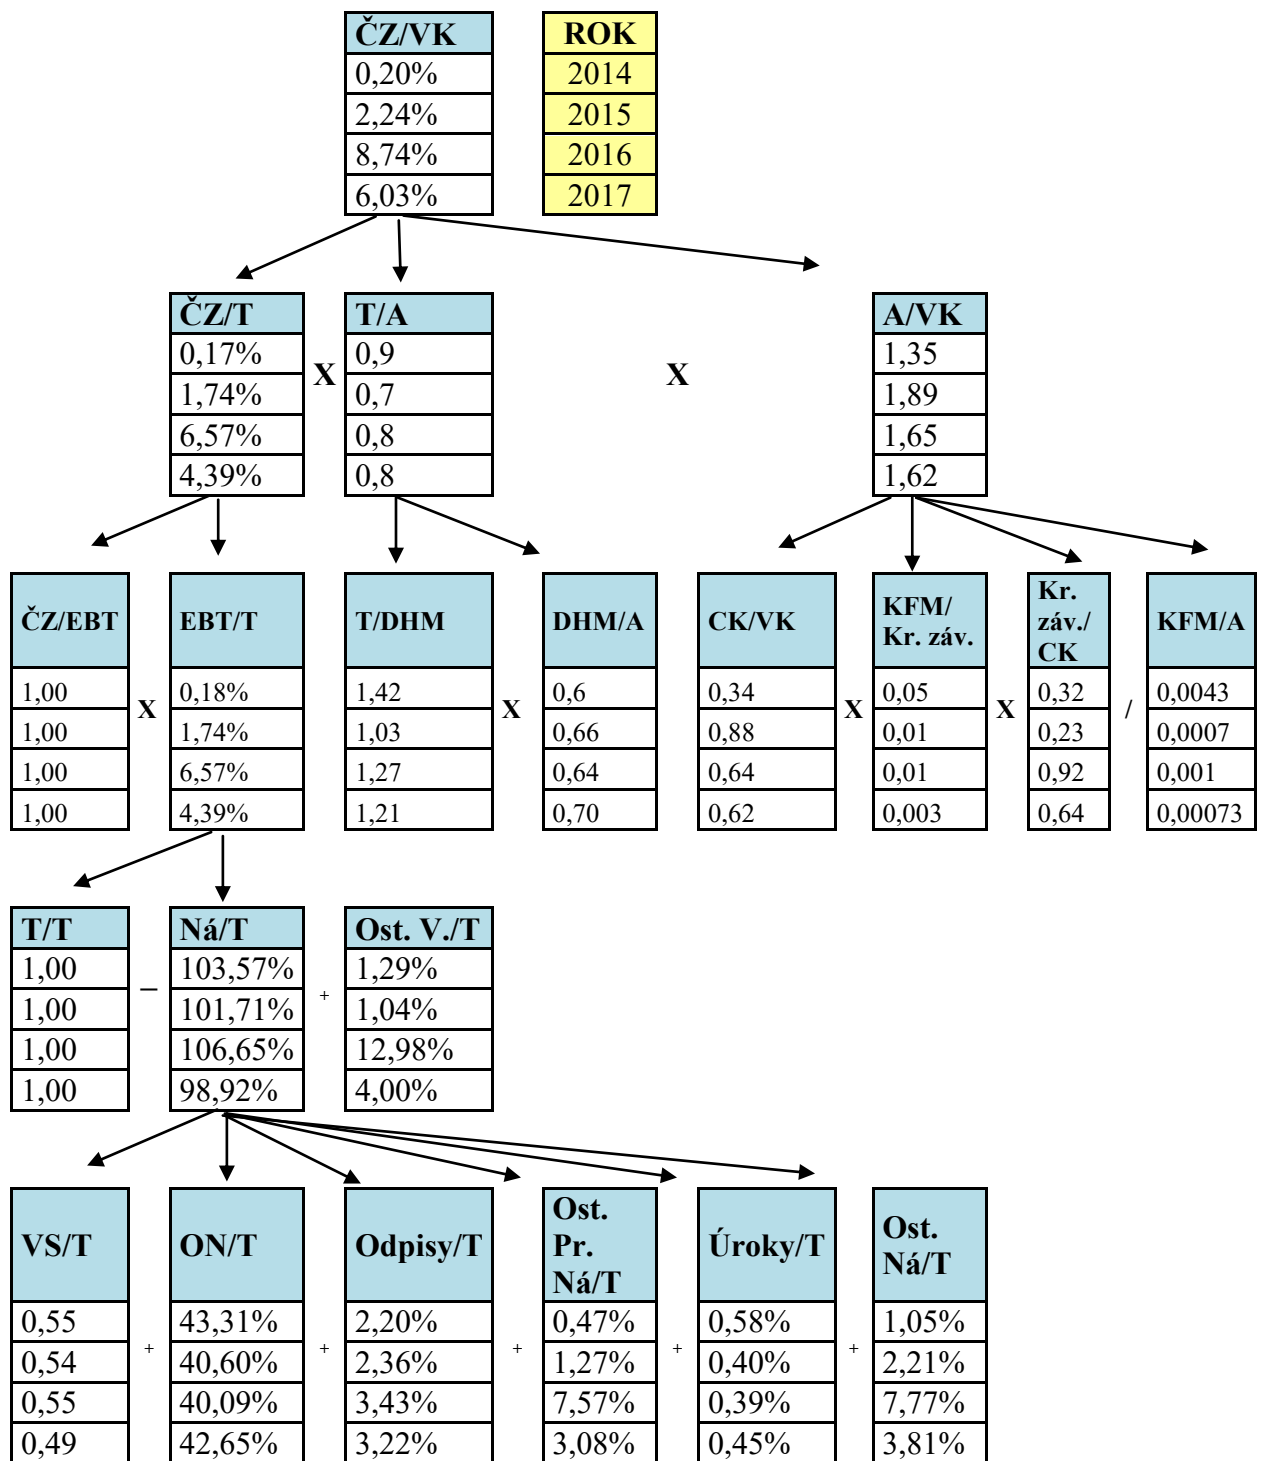 ČZ/VK ROK
0,20% 2014
2,24% 2015
8,74% 2016
6,03% 2017
ČZ/T T/A A/VK
0,17% 0,9 1,35
X X
1,74% 0,7 1,89
6,57% 0,8 1,65
4,39% 0,8 1,62
ČZ/EBT EBT/T T/DHM DHM/A CK/VK KFM/ Kr. záv. Kr. záv./ CK KFM/A
1,00 0,18% 1,42 0,6 0,34 0,05 0,32 0,0043
X X X X /
1,00 1,74% 1,03 0,66 0,88 0,01 0,23 0,0007
1,00 6,57% 1,27 0,64 0,64 0,01 0,92 0,001
1,00 4,39% 1,21 0,70 0,62 0,003 0,64 0,00073
T/T Ná/T Ost. V./T
1,00 103,57% 1,29%
– +
1,00 101,71% 1,04%
1,00 106,65% 12,98%
1,00 98,92% 4,00%
VS/T ON/T Odpisy/T Ost. Pr. Ná/T Úroky/T Ost. Ná/T
0,55 43,31% 2,20% 0,47% 0,58% 1,05%
+ + + + +
0,54 40,60% 2,36% 1,27% 0,40% 2,21%
0,55 40,09% 3,43% 7,57% 0,39% 7,77%
0,49 42,65% 3,22% 3,08% 0,45% 3,81%